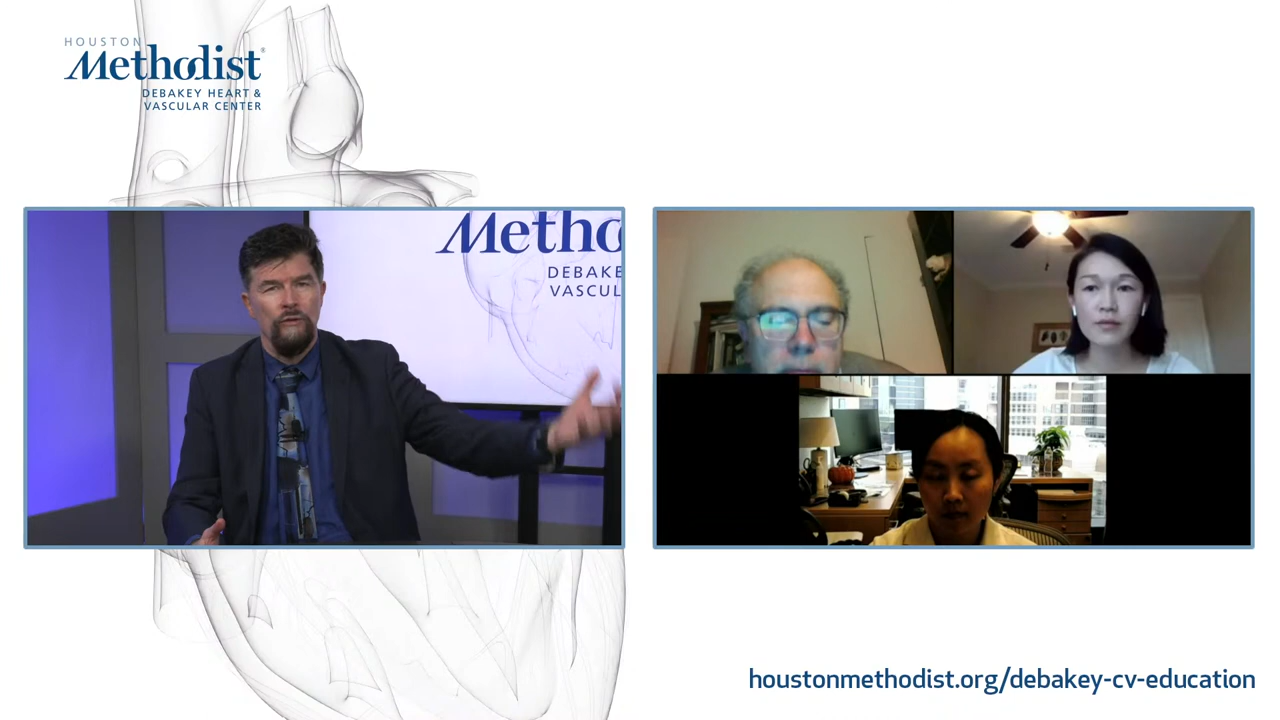 HOUSTON
Methodist®
DEBAKEY HEART &
VASCULAR CENTER
Metho
DEBAKE
VASCUL
houstonmethodist.org/debakey-cv-education